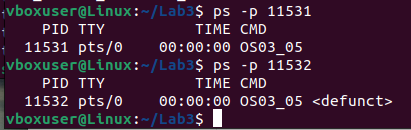 vboxuser@Linux:~/Lab3$ ps -p 11531
    PID TTY          TIME CMD
  11531 pts/0    00:00:00 OS03_05
vboxuser@Linux:~/Lab3$ ps -p 11532
    PID TTY          TIME CMD
  11532 pts/0    00:00:00 OS03_05 <defunct>
vboxuser@Linux:~/Lab3$